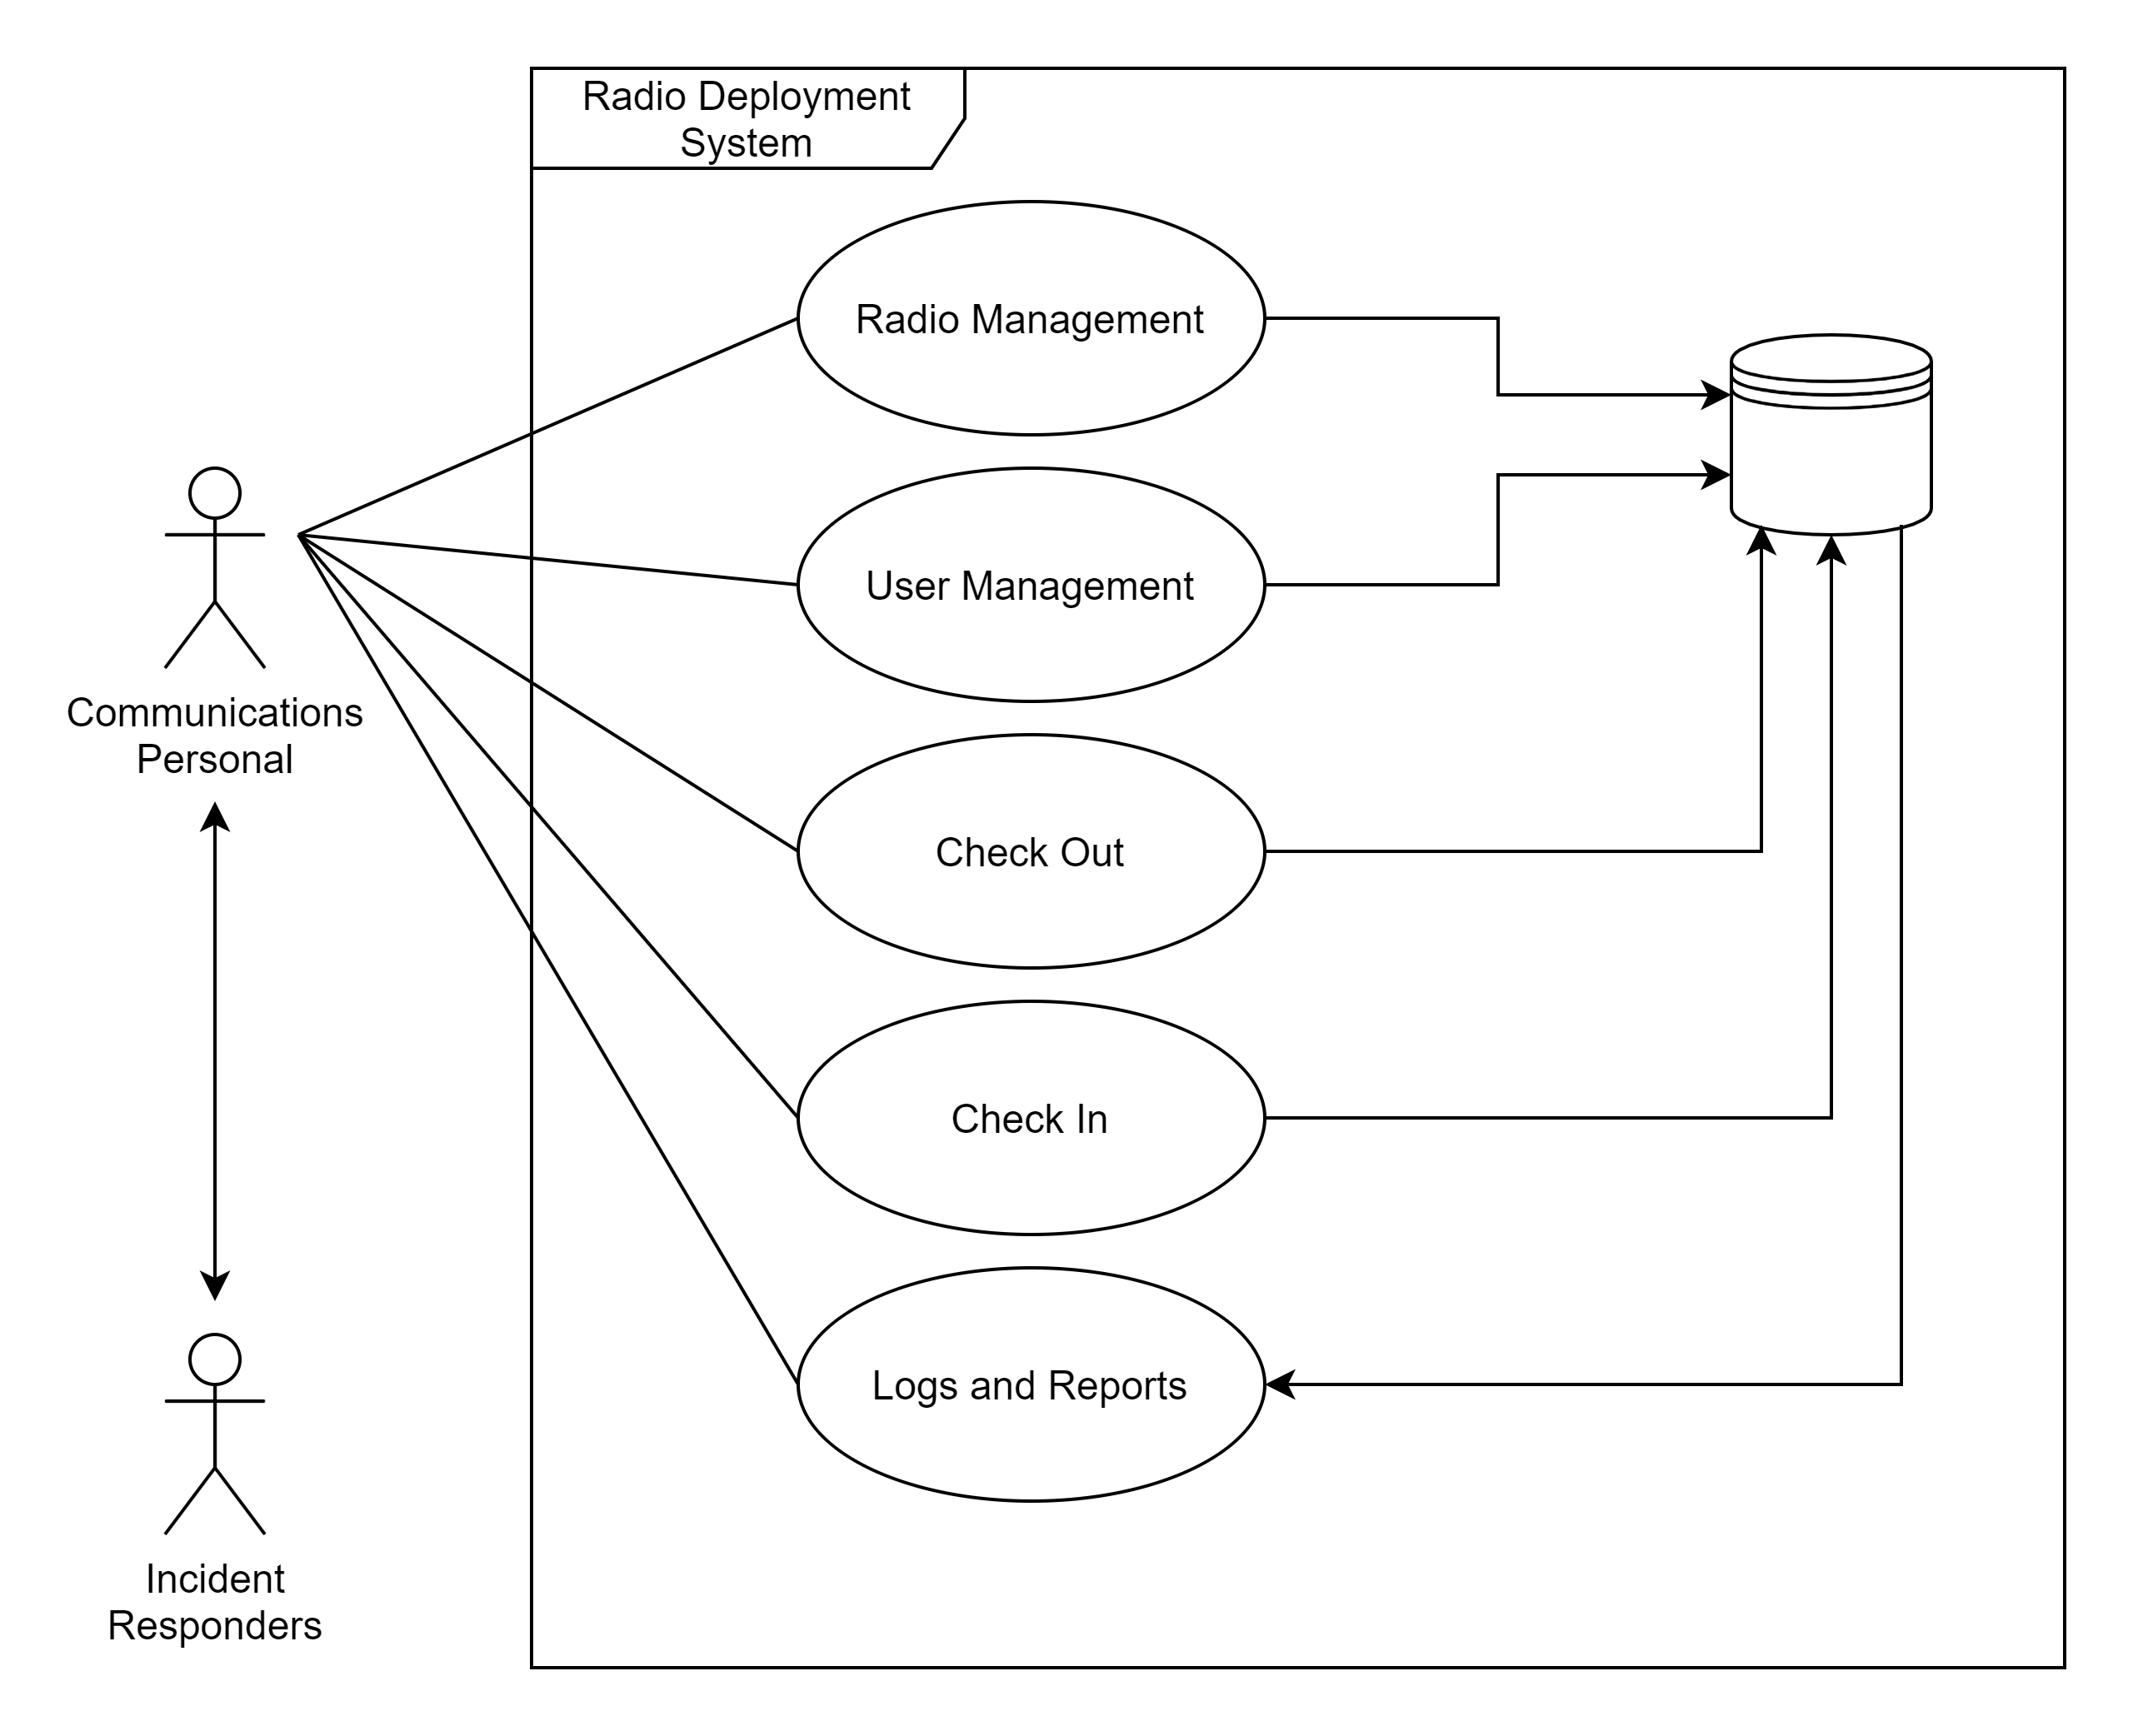 Radio Deployment
System
Radio Management
User Management
Communications
Personal
Check Out
Check In
Logs and Reports
Incident
Responders